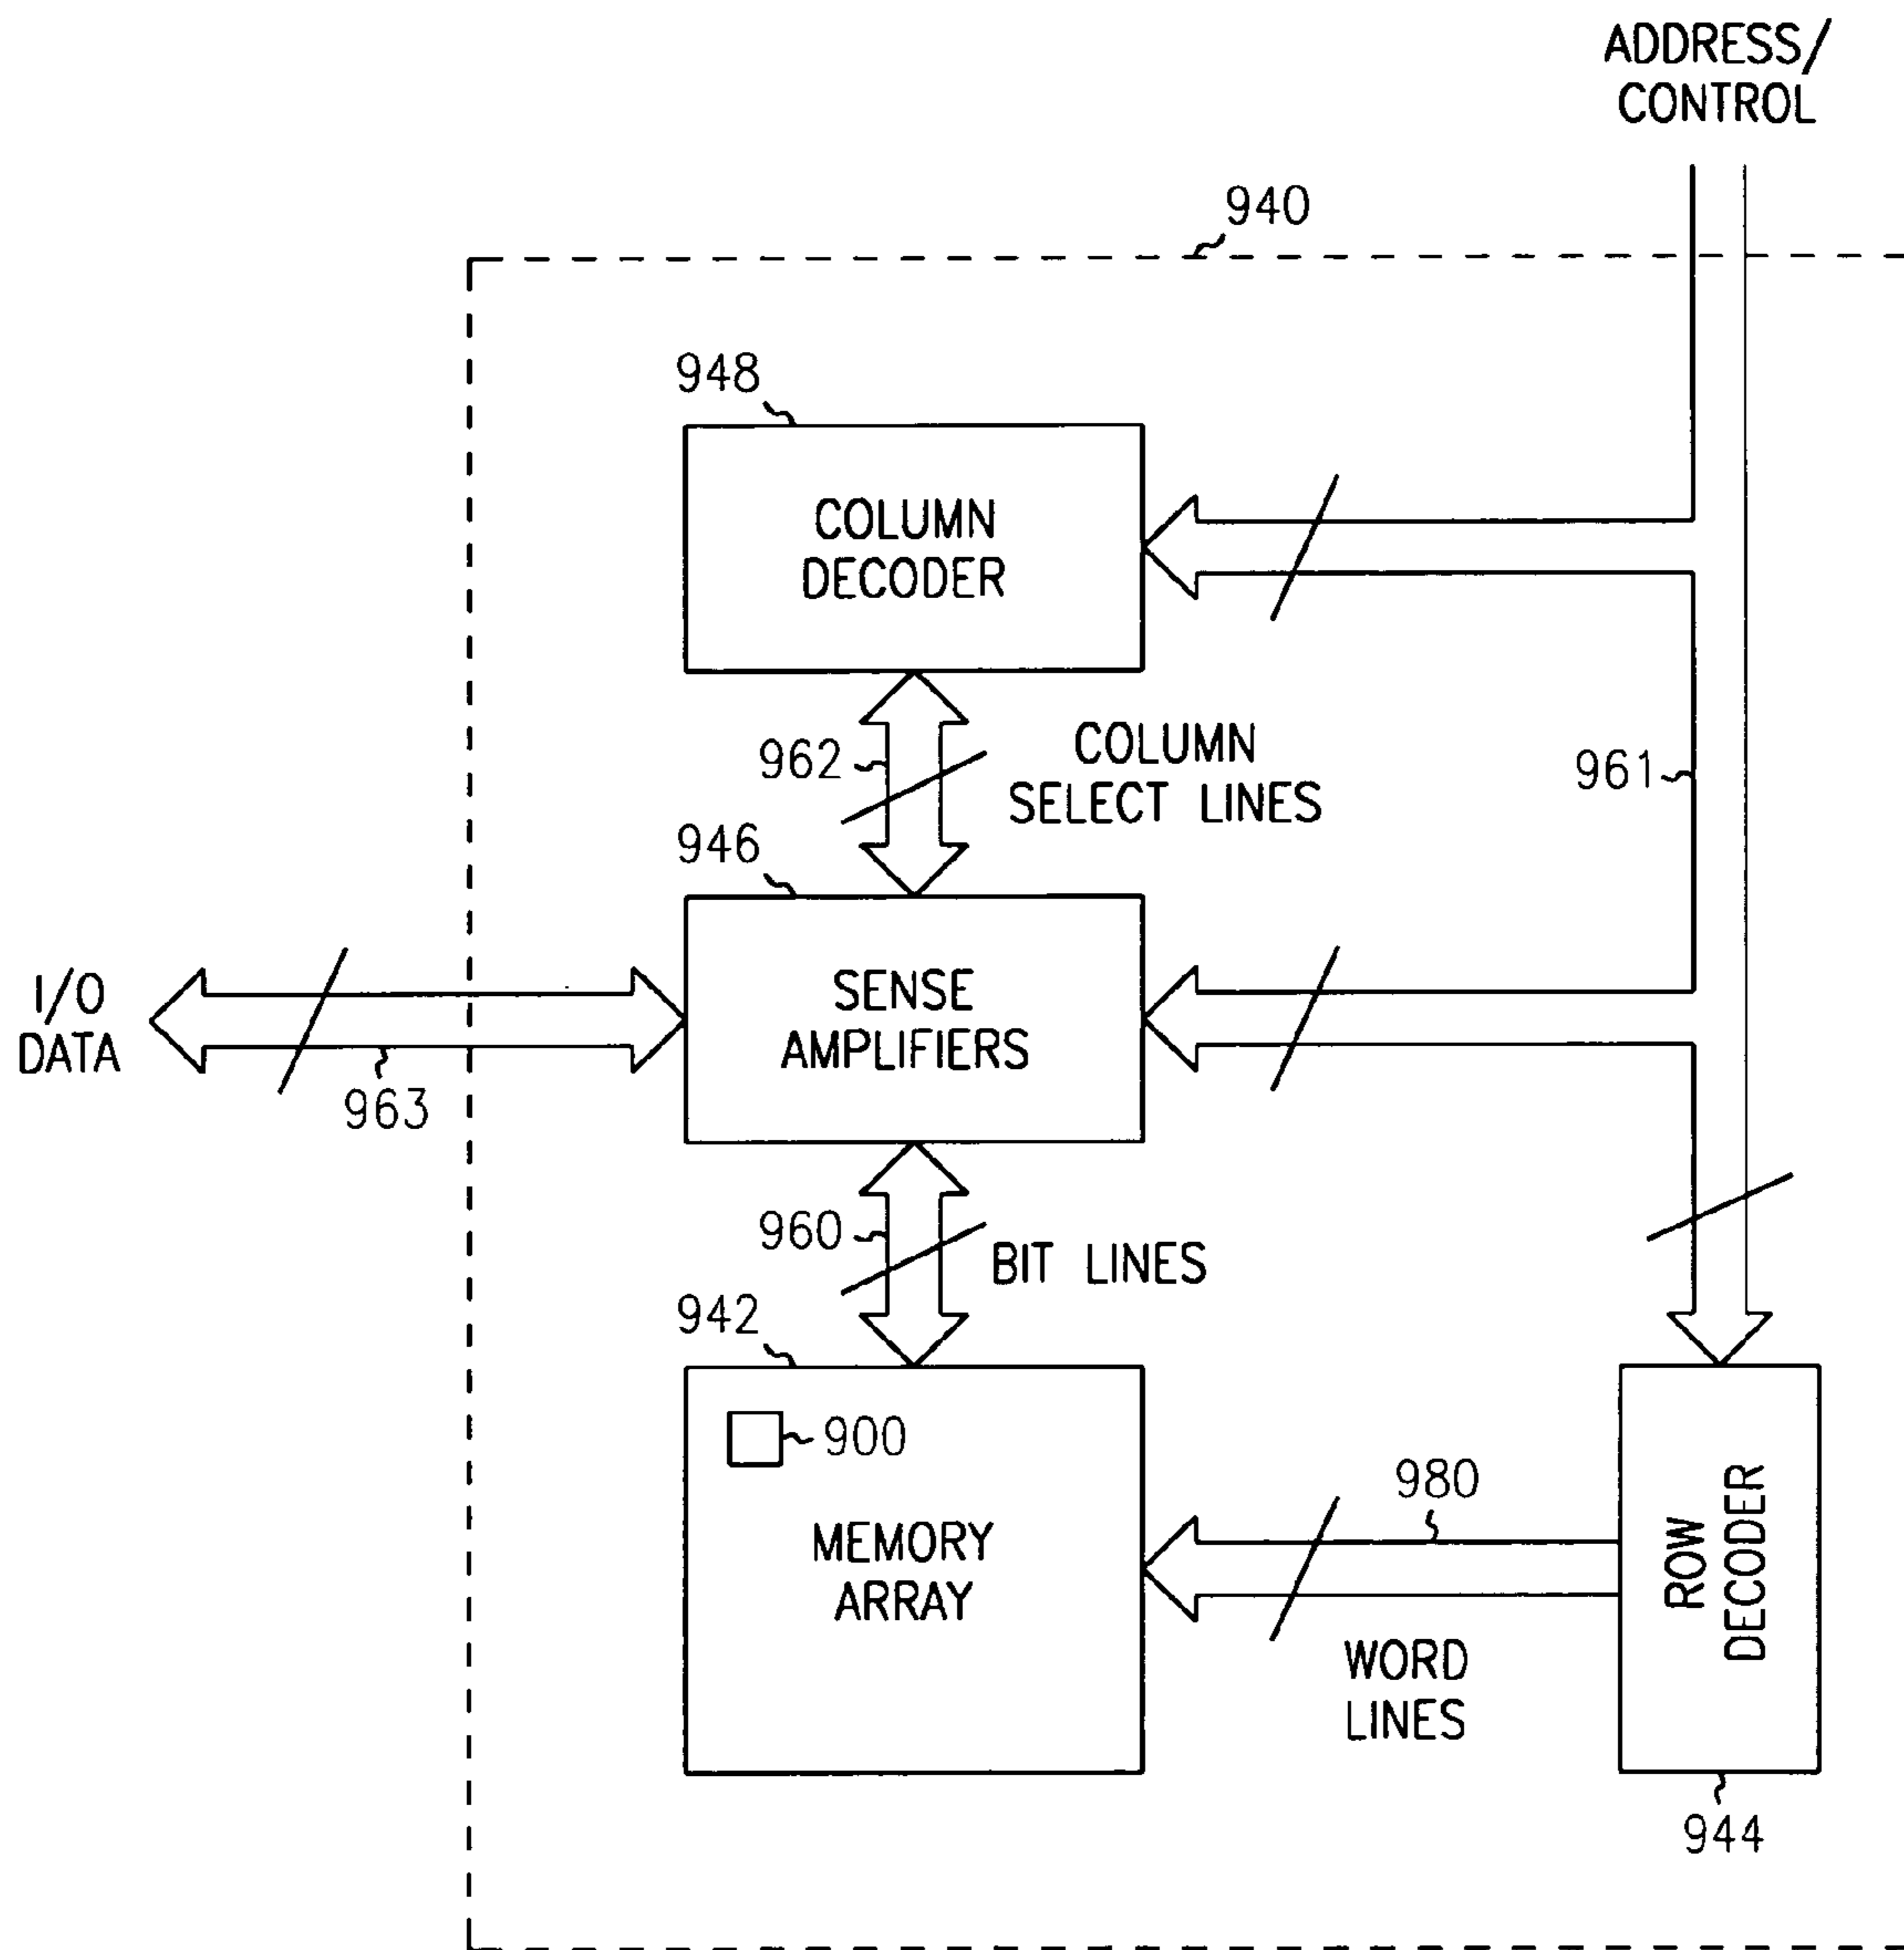 ADDRESS/
CONTROL
940
948
COLUMN
DECODER
962
COLUMN
SELECT LINES
961
946
I/O
DATA
SENSE
AMPLIFIERS
963
960
BIT LINES
942
900
MEMORY
ARRAY
980
WORD
LINES
ROW
DECODER
944